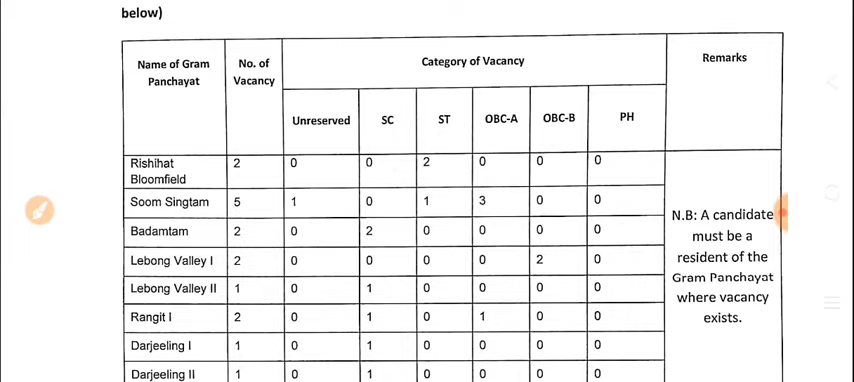 below)
Name of Gram Panchayat No. of Vacancy Category of Vacancy Remarks
Unreserved SC ST OBC-A OBC-B PH
Rishihat Bloomfield 2 0 0 2 0 0 0
Soom Singtam 5 1 0 1 3 0 0
Badamtam 2 0 2 0 0 0 0
Lebong Valley I 2 0 0 0 0 2 0
Lebong Valley II 1 0 1 0 0 0 0
Rangit I 2 0 1 0 1 0 0
Darjeeling I 1 0 1 0 0 0 0
Darjeeling II 1 0 1 0 0 0 0
N.B: A candidate
must be a
resident of the
Gram Panchayat
where vacancy
exists.